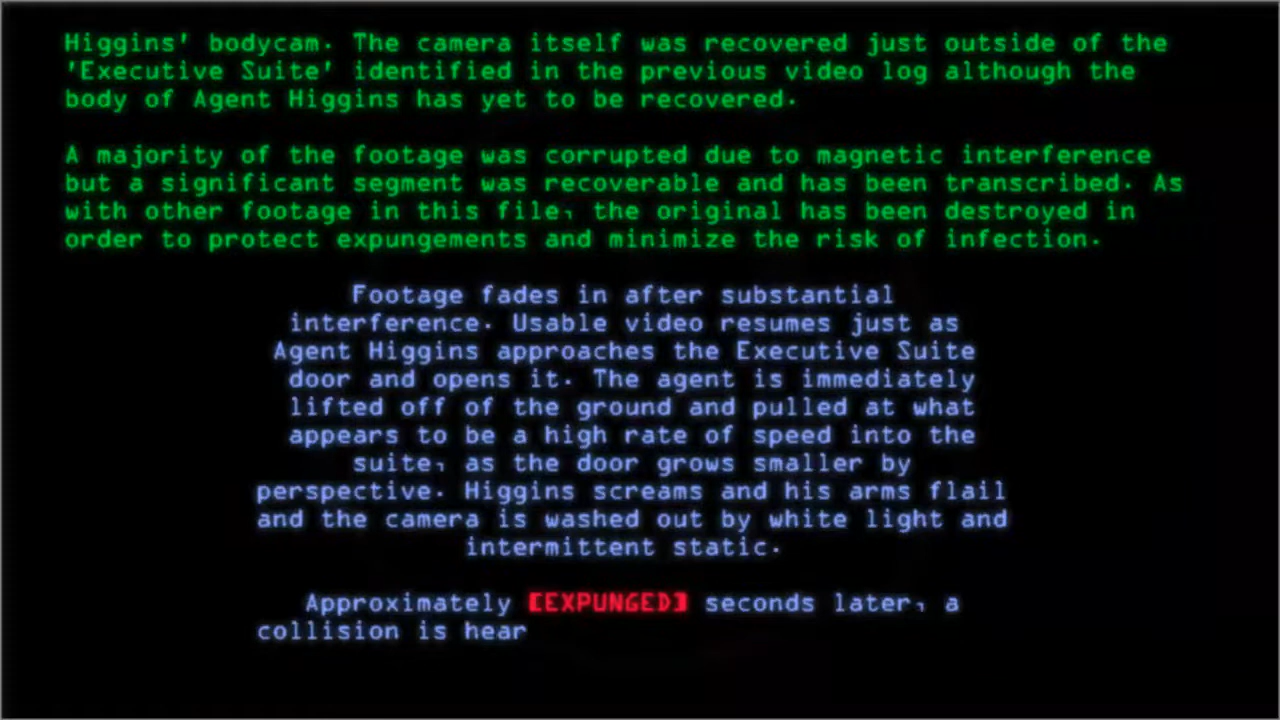 Higgins' bodycam. The camera itself was recovered just outside of the
'Executive Suite' identified in the previous video log although the
body of Agent Higgins has yet to be recovered.
A majority of the footage was corrupted due to magnetic interference
but a significant segment was recoverable and has been transcribed. As
with other footage in this file, the original has been destroyed in
order to protect expungements and minimize the risk of infection.
Footage fades in after substantial
interference. Usable video resumes just as
Agent Higgins approaches the Executive Suite
door and opens it. The agent is immediately
lifted off of the ground and pulled at what
appears to be a high rate of speed into the
suite, as the door grows smaller by
perspective. Higgins screams and his arms flail
and the camera is washed out by white light and
intermittent static.
Approximately [EXPUNGED] seconds later, a
collision is hear